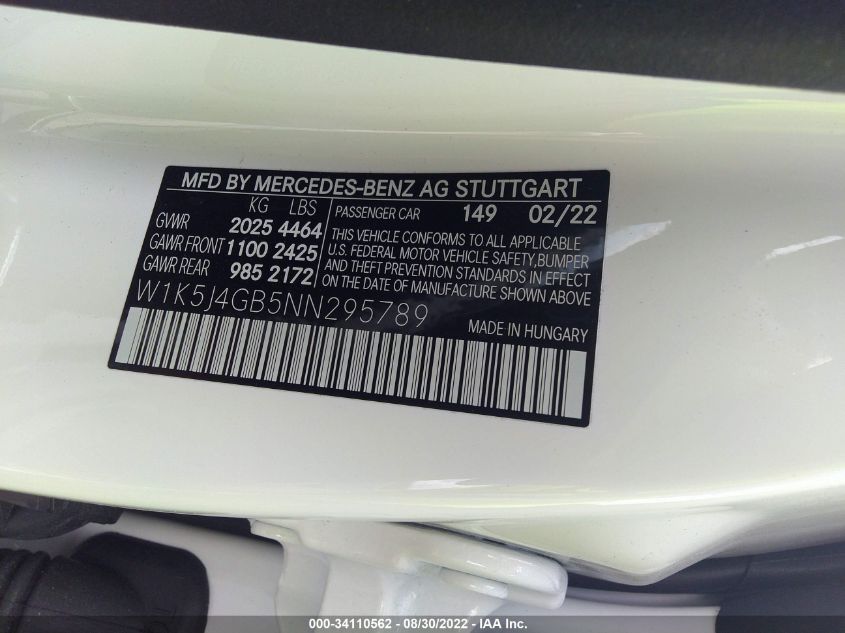 MFD BY MERCEDES-BENZ AG STUTTGART
KG LBS
GVWR 2025 4464
GAWR FRONT 1100 2425
GAWR REAR 985 2172
PASSENGER CAR 149 02/22
THIS VEHICLE CONFORMS TO ALL APPLICABLE
U.S. FEDERAL MOTOR VEHICLE SAFETY,BUMPER
AND THEFT PREVENTION STANDARDS IN EFFECT
ON THE DATE OF MANUFACTURE SHOWN ABOVE
W1K5J4GB5NN295789
MADE IN HUNGARY
000-34110562 - 08/30/2022 - IAA Inc.